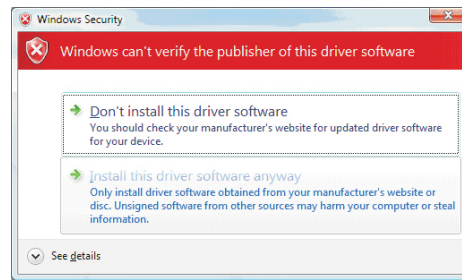 Windows Security
Windows can't verify the publisher of this driver software
Don't install this driver software
You should check your manufacturer's website for updated driver software
for your device.
Install this driver software anyway
Only install driver software obtained from your manufacturer's website or
disc. Unsigned software from other sources may harm your computer or steal
information.
See details